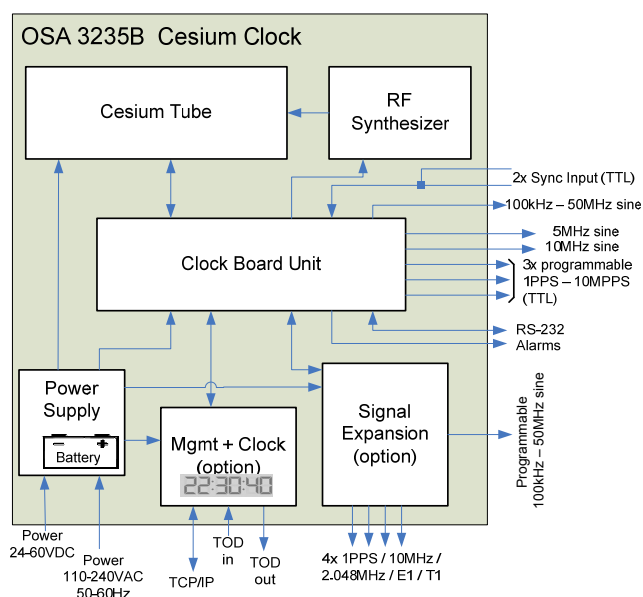 OSA 3235B Cesium Clock
Cesium Tube
RF
Synthesizer
2x Sync Input (TTL)
100kHz – 50MHz sine
5MHz sine
10MHz sine
3x programmable
1PPS – 10MPPS
(TTL)
Clock Board Unit
RS-232
Alarms
Power
Supply
Battery
Mgmt + Clock
(option)
22:30:40
Signal
Expansion
(option)
Programmable
100kHz – 50MHz sine
Power
24-60VDC
Power
110-240VAC
50-60Hz
TCP/IP
TOD
in
TOD
out
4x 1PPS / 10MHz /
2.048MHz / E1 / T1